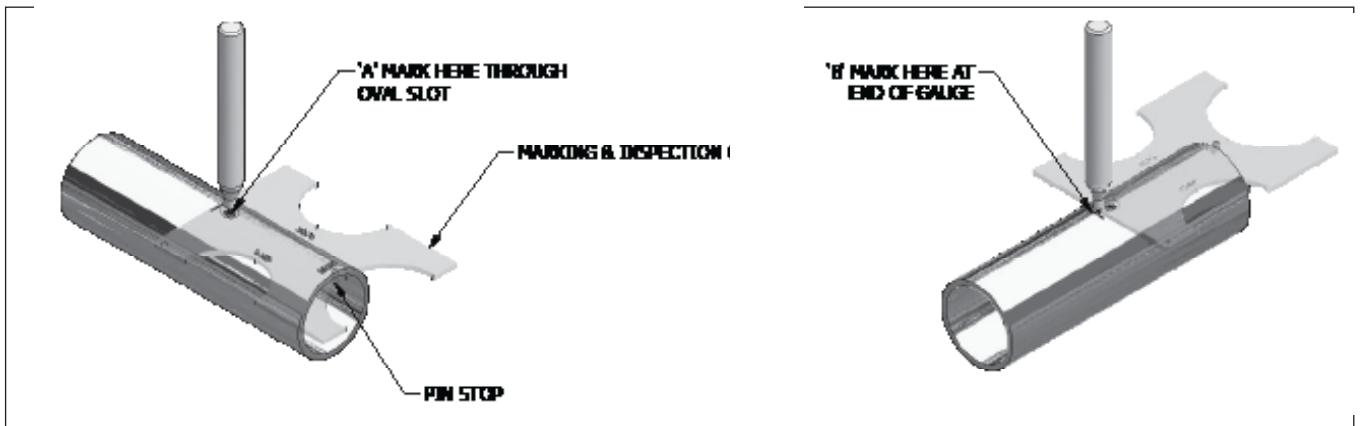 'A' MARK HERE THROUGH
OVAL SLOT
'B' MARK HERE AT
END OF GAUGE
MARKING & INSPECTION
PIN STOP